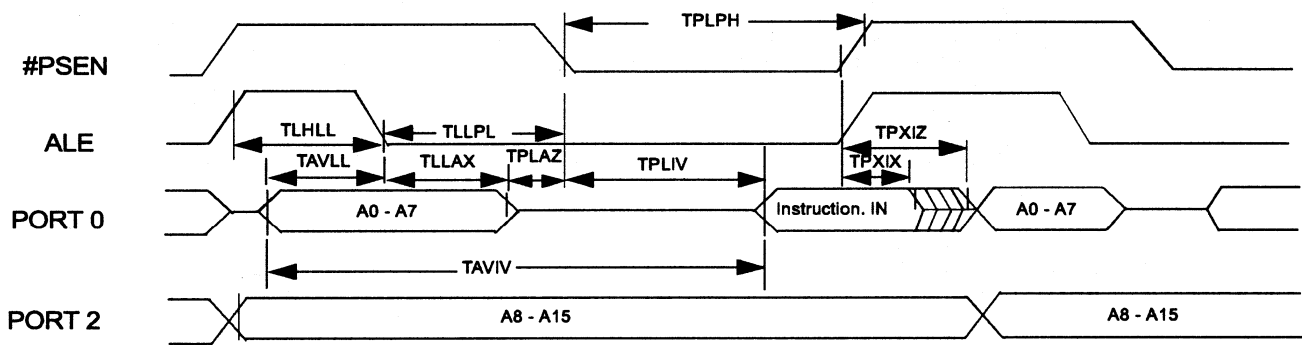 TPLPH
#PSEN
ALE
TLHLL
TLLPL
TPXIZ
TAVLL
TLLAX
TPLAZ
TPLIV
TPXIX
PORT 0
A0 - A7
Instruction. IN
A0 - A7
TAVIV
PORT 2
A8 - A15
A8 - A15